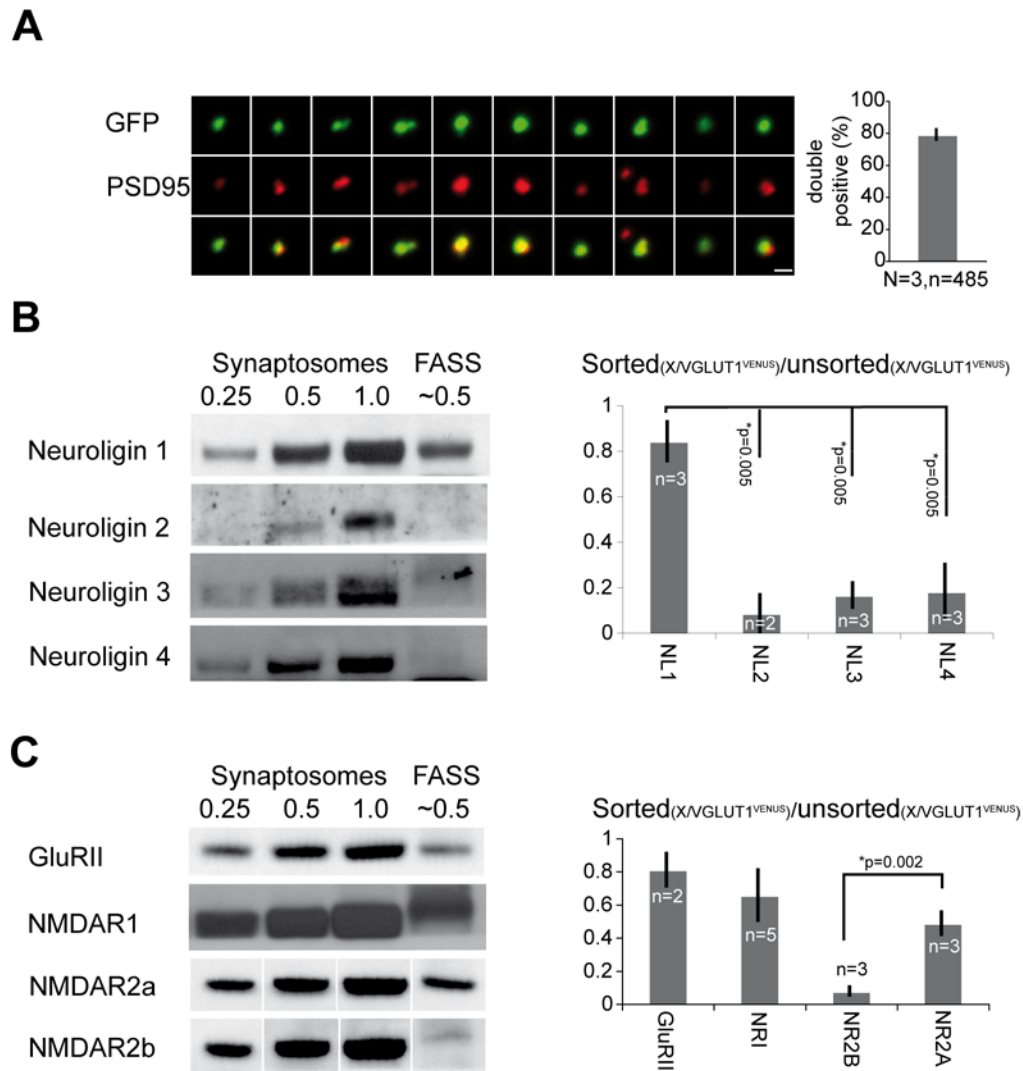 A
GFP
PSD95
double
positive (%)
100
80
60
40
20
0
N=3,n=485
B
Synaptosomes FASS
0.25 0.5 1.0 ~0.5
Neuroligin 1
Neuroligin 2
Neuroligin 3
Neuroligin 4
Sorted(X/VGLUT1VENUS)/unsorted(X/VGLUT1VENUS)
1
0.8
0.6
0.4
0.2
0
n=3
n=2
n=3
n=3
*p=0.005
*p=0.005
*p=0.005
NL1
NL2
NL3
NL4
C
Synaptosomes FASS
0.25 0.5 1.0 ~0.5
GluRII
NMDAR1
NMDAR2a
NMDAR2b
Sorted(X/VGLUT1VENUS)/unsorted(X/VGLUT1VENUS)
1
0.8
0.6
0.4
0.2
0
n=2
n=5
n=3
n=3
*p=0.002
GluRII
NRI
NR2B
NR2A